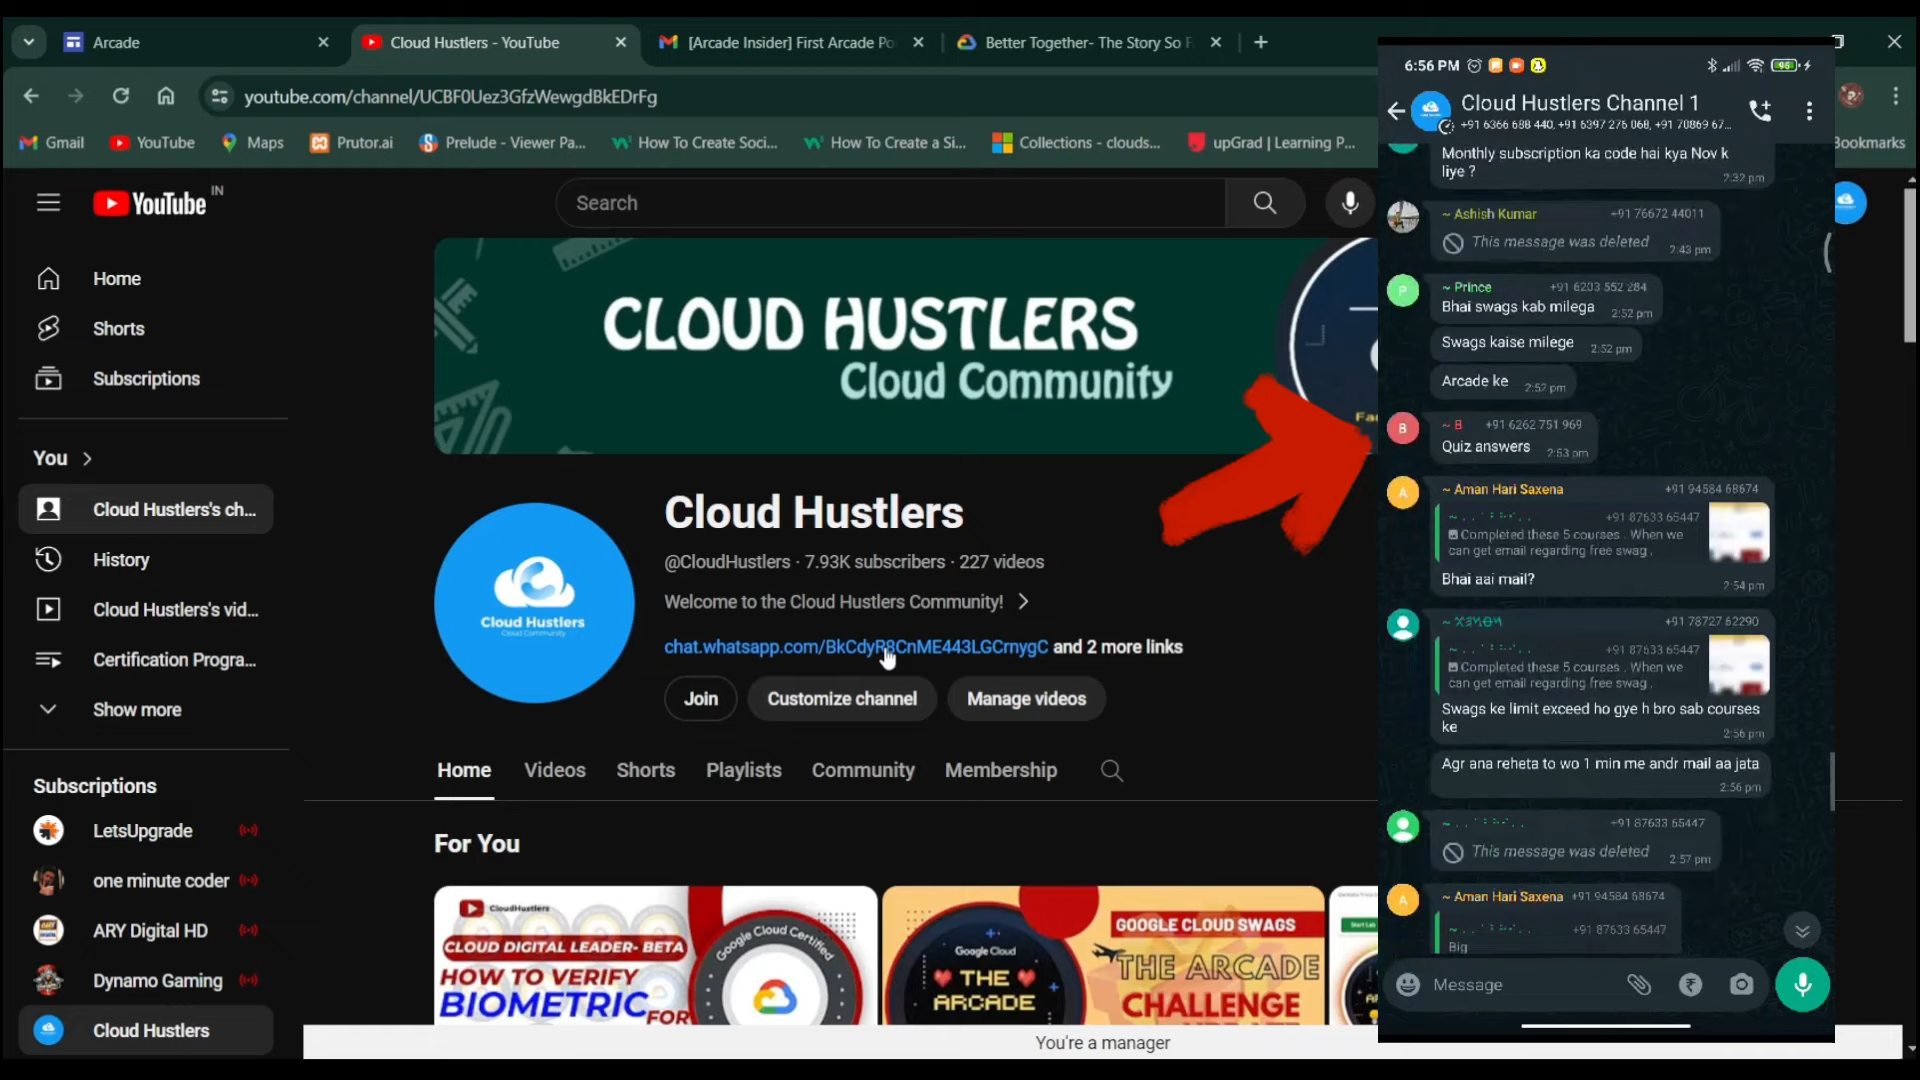 Arcade
Cloud Hustlers - YouTube
[Arcade Insider] First Arcade Po
Better Together- The Story So F
youtube.com/channel/UCBF0Uez3GfzWewgdBkEDrFg
Gmail
YouTube
Maps
Prutor.ai
Prelude - Viewer Pa...
How To Create Soci...
How To Create a Si...
Collections - clouds...
upGrad | Learning P...
Bookmarks
YouTube IN
Search
Home
Shorts
Subscriptions
You
Cloud Hustlers's ch...
History
Cloud Hustlers's vid...
Certification Progra...
Show more
Subscriptions
LetsUpgrade
one minute coder
ARY Digital HD
Dynamo Gaming
Cloud Hustlers
CLOUD HUSTLERS
Cloud Community
Cloud Hustlers
Cloud Community
Cloud Hustlers
@CloudHustlers · 7.93K subscribers · 227 videos
Welcome to the Cloud Hustlers Community!
chat.whatsapp.com/BkCdyR8CnME443LGCrnygC and 2 more links
Join
Customize channel
Manage videos
Home
Videos
Shorts
Playlists
Community
Membership
For You
CloudHustlers
CLOUD DIGITAL LEADER- BETA
HOW TO VERIFY
BIOMETRIC FOR
Google Cloud Certified
Google Cloud
THE
ARCADE
GOOGLE CLOUD SWAGS
THE ARCADE
CHALLENGE
Start Lab
You're a manager
6:56 PM
96
Cloud Hustlers Channel 1
+91 6366 688 440, +91 6397 276 068, +91 70869 67...
Monthly subscription ka code hai kya Nov k
liye ?
2:32 pm
~ Ashish Kumar +91 76672 44011
This message was deleted 2:43 pm
P
~ Prince +91 6203 552 284
Bhai swags kab milega 2:52 pm
Swags kaise milege 2:52 pm
Arcade ke 2:52 pm
B
~ B +91 6262 751 969
Quiz answers 2:53 pm
A
~ Aman Hari Saxena +91 94584 68674
+91 87633 65447
Completed these 5 courses . When we
can get email regarding free swag .
Bhai aai mail?
2:54 pm
+91 78727 62290
+91 87633 65447
Completed these 5 courses . When we
can get email regarding free swag .
Swags ke limit exceed ho gye h bro sab courses
ke
2:56 pm
Agr ana reheta to wo 1 min me andr mail aa jata
2:56 pm
+91 87633 65447
This message was deleted 2:57 pm
A
~ Aman Hari Saxena +91 94584 68674
+91 87633 65447
Big
Message